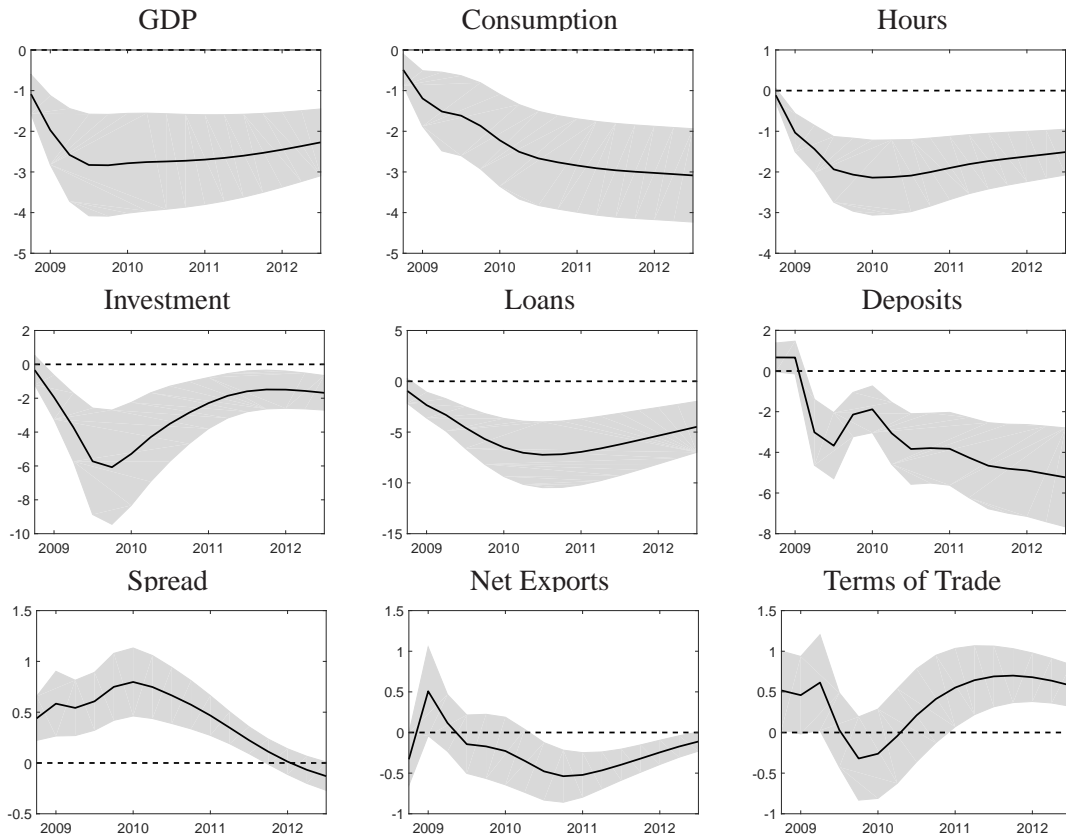 GDP Consumption Hours
0 0 1
-1 -1 0
-2 -2 -1
-3 -3 -2
-4 -4 -3
-5 -5 -4
2009 2010 2011 2012 2009 2010 2011 2012 2009 2010 2011 2012
Investment Loans Deposits
2 5 2
0 0 0
-2 -5 -2
-4 -10 -4
-6 -15 -6
-8 -8
-10
2009 2010 2011 2012 2009 2010 2011 2012 2009 2010 2011 2012
Spread Net Exports Terms of Trade
1.5 1.5 1.5
1 1 1
0.5 0.5 0.5
0 0 0
-0.5 -0.5 -0.5
-1 -1
2009 2010 2011 2012 2009 2010 2011 2012 2009 2010 2011 2012